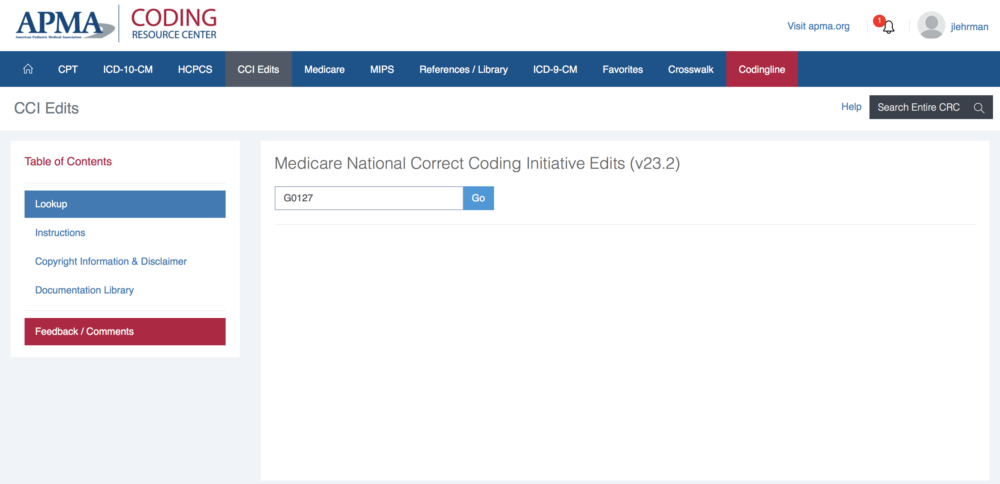 APMA
American Podiatric Medical Association
CODING
RESOURCE CENTER
Visit apma.org
1
jlehrman
CPT
ICD-10-CM
HCPCS
CCI Edits
Medicare
MIPS
References / Library
ICD-9-CM
Favorites
Crosswalk
Codingline
CCI Edits
Help
Search Entire CRC
Table of Contents
Lookup
Instructions
Copyright Information & Disclaimer
Documentation Library
Feedback / Comments
Medicare National Correct Coding Initiative Edits (v23.2)
G0127
Go